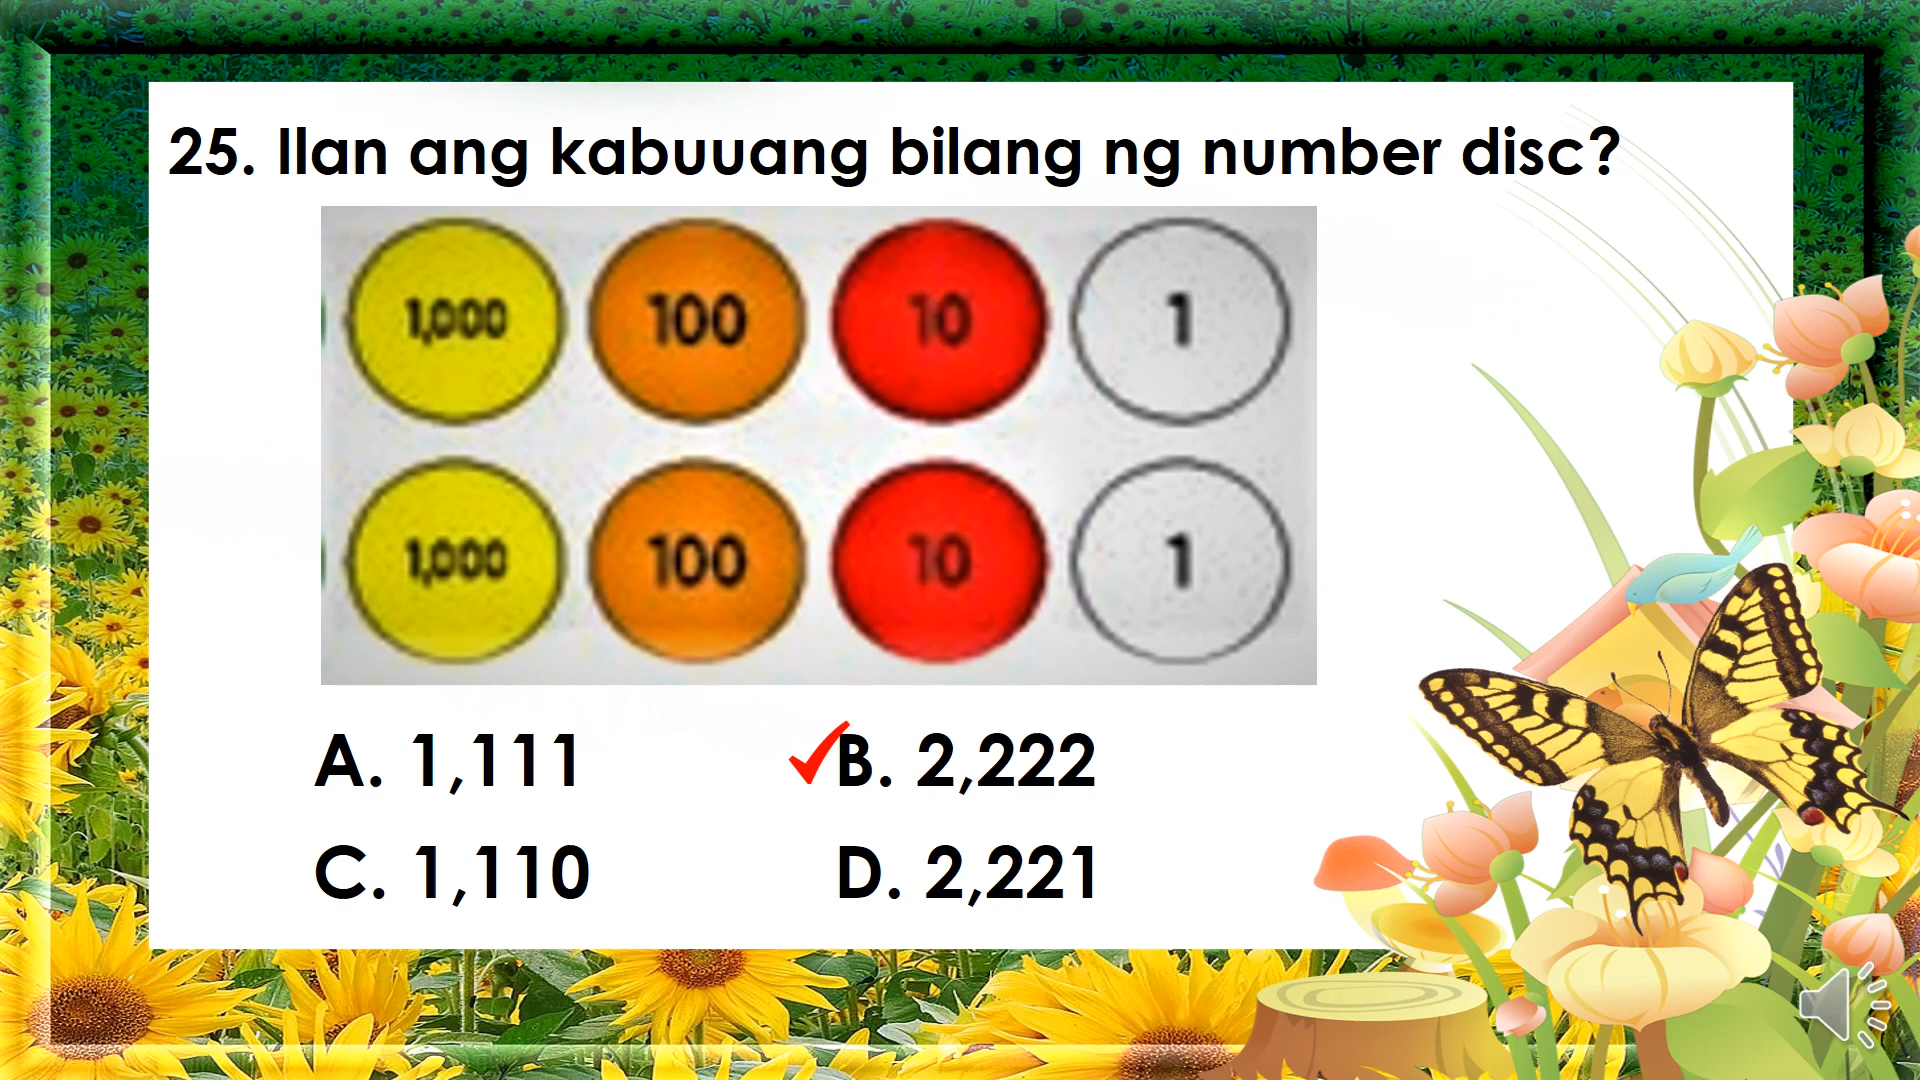 25. Ilan ang kabuuang bilang ng number disc?
1,000 100 10 1
1,000 100 10 1
A. 1,111 B. 2,222
C. 1,110 D. 2,221